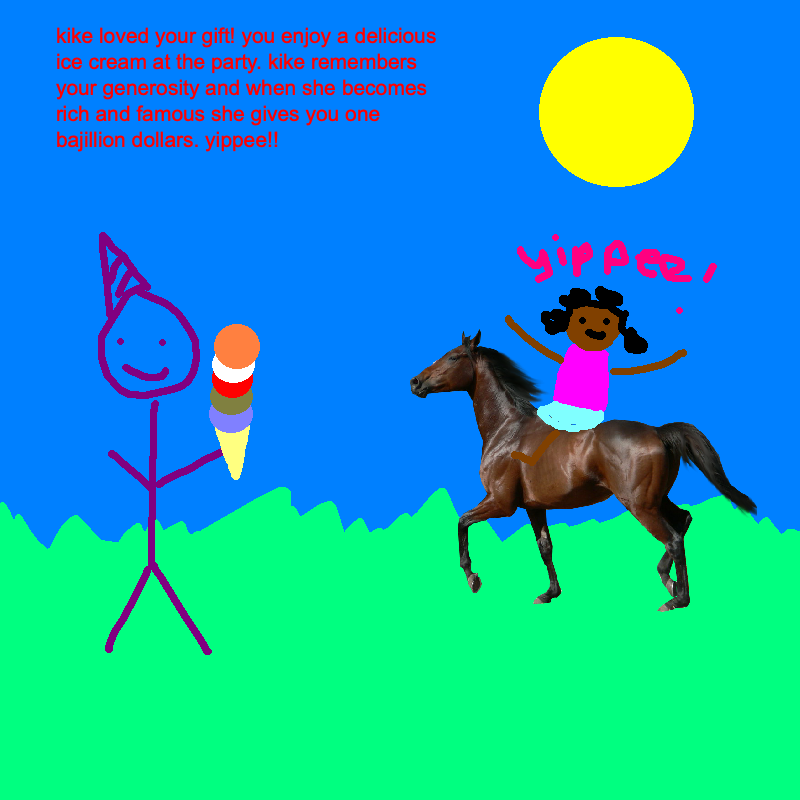 kike loved your gift! you enjoy a delicious
ice cream at the party. kike remembers
your generosity and when she becomes
rich and famous she gives you one
bajillion dollars. yippee!!
yippee!